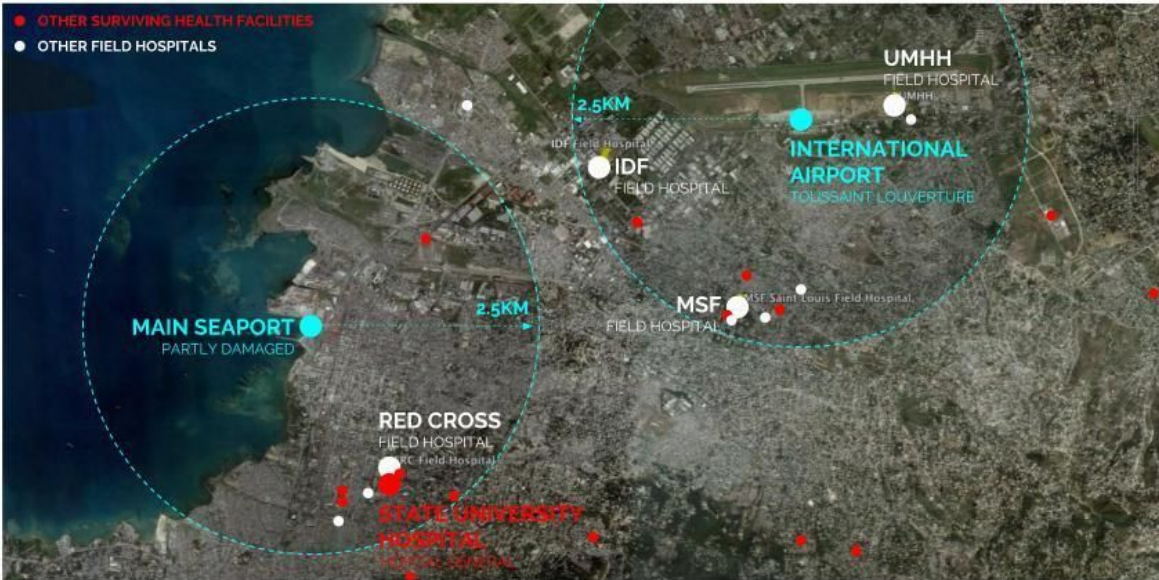 OTHER SURVIVING HEALTH FACILITIES
OTHER FIELD HOSPITALS
UMHH
FIELD HOSPITAL
UMHH
2.5KM
IDF Field Hospital
IDF
FIELD HOSPITAL
INTERNATIONAL
AIRPORT
TOUSSAINT LOUVERTURE
MSF
MSF Saint Louis Field Hospital
FIELD HOSPITAL
2.5KM
MAIN SEAPORT
PARTLY DAMAGED
RED CROSS
FIELD HOSPITAL
Field Hospital
STATE UNIVERSITY
HOSPITAL